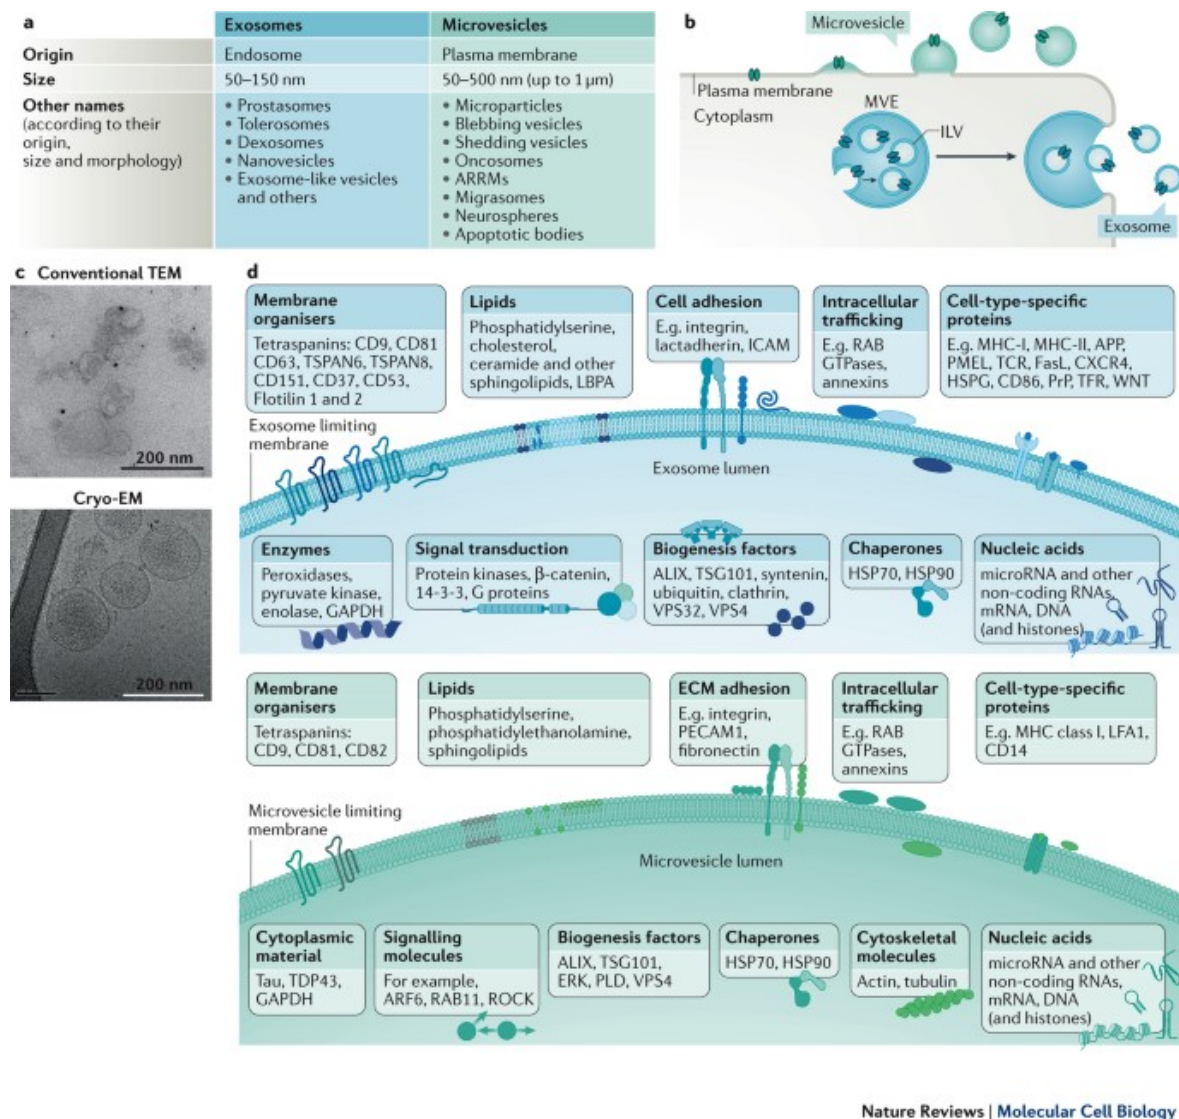 a
Exosomes
Microvesicles
Origin
Endosome
Plasma membrane
Size
50–150 nm
50–500 nm (up to 1 μm)
Other names
(according to their
origin,
size and morphology)
• Prostasomes
• Tolerosomes
• Dexosomes
• Nanovesicles
• Exosome-like vesicles
and others
• Microparticles
• Blebbing vesicles
• Shedding vesicles
• Oncosomes
• ARRMs
• Migrasomes
• Neurospheres
• Apoptotic bodies
b
Microvesicle
Plasma membrane
Cytoplasm
MVE
ILV
Exosome
c
Conventional TEM
200 nm
Cryo-EM
200 nm
d
Membrane
organisers
Tetraspanins: CD9, CD81
CD63, TSPAN6, TSPAN8,
CD151, CD37, CD53,
Flotilin 1 and 2
Lipids
Phosphatidylserine,
cholesterol,
ceramide and other
sphingolipids, LBPA
Cell adhesion
E.g. integrin,
lactadherin, ICAM
Intracellular
trafficking
E.g. RAB
GTPases,
annexins
Cell-type-specific
proteins
E.g. MHC-I, MHC-II, APP,
PMEL, TCR, FasL, CXCR4,
HSPG, CD86, PrP, TFR, WNT
Exosome limiting
membrane
Exosome lumen
Enzymes
Peroxidases,
pyruvate kinase,
enolase, GAPDH
Signal transduction
Protein kinases, β-catenin,
14-3-3, G proteins
Biogenesis factors
ALIX, TSG101, syntenin,
ubiquitin, clathrin,
VPS32, VPS4
Chaperones
HSP70, HSP90
Nucleic acids
microRNA and other
non-coding RNAs,
mRNA, DNA
(and histones)
Membrane
organisers
Tetraspanins:
CD9, CD81, CD82
Lipids
Phosphatidylserine,
phosphatidylethanolamine,
sphingolipids
ECM adhesion
E.g. integrin,
PECAM1,
fibronectin
Intracellular
trafficking
E.g. RAB
GTPases,
annexins
Cell-type-specific
proteins
E.g. MHC class I, LFA1,
CD14
Microvesicle limiting
membrane
Microvesicle lumen
Cytoplasmic
material
Tau, TDP43,
GAPDH
Signalling
molecules
For example,
ARF6, RAB11, ROCK
Biogenesis factors
ALIX, TSG101,
ERK, PLD, VPS4
Chaperones
HSP70, HSP90
Cytoskeletal
molecules
Actin, tubulin
Nucleic acids
microRNA and other
non-coding RNAs,
mRNA, DNA
(and histones)
Nature Reviews | Molecular Cell Biology